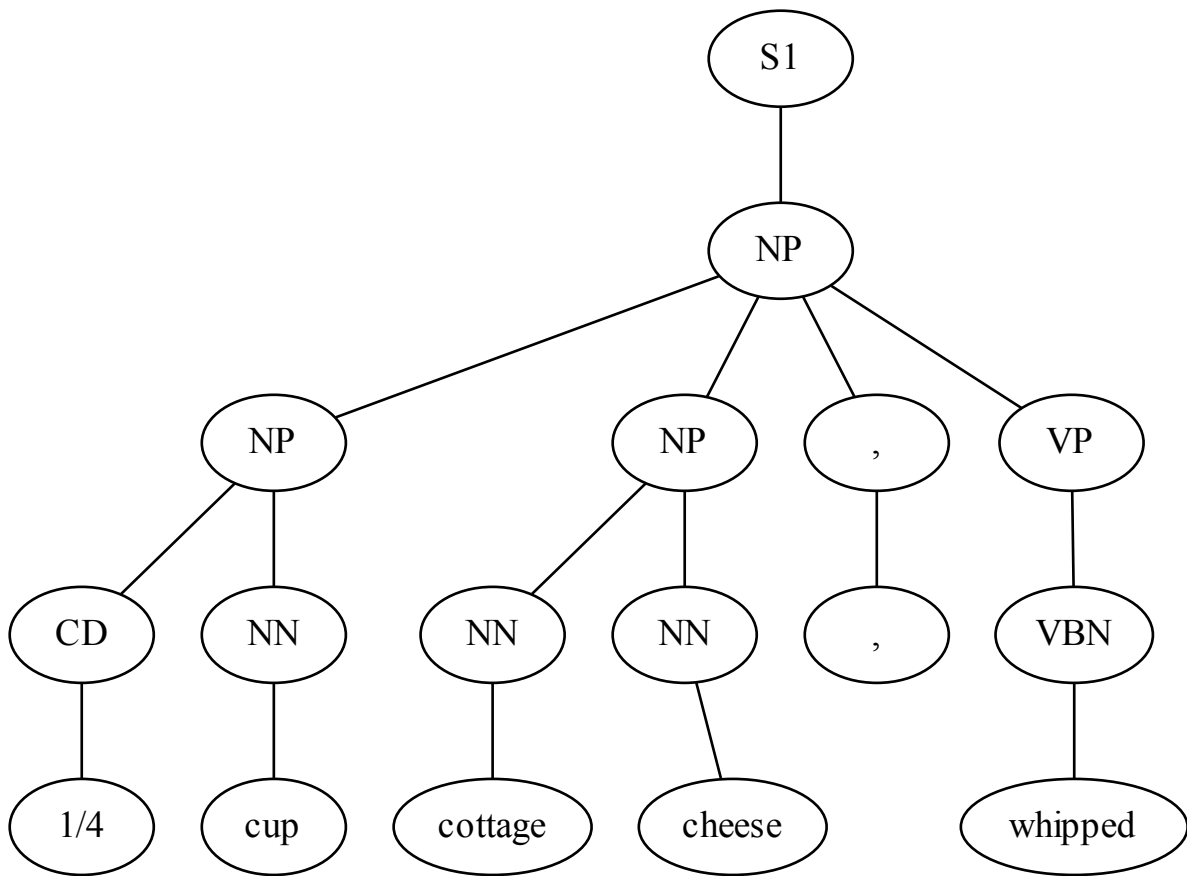 S1
NP
NP NP , VP
CD NN NN NN , VBN
1/4 cup cottage cheese whipped